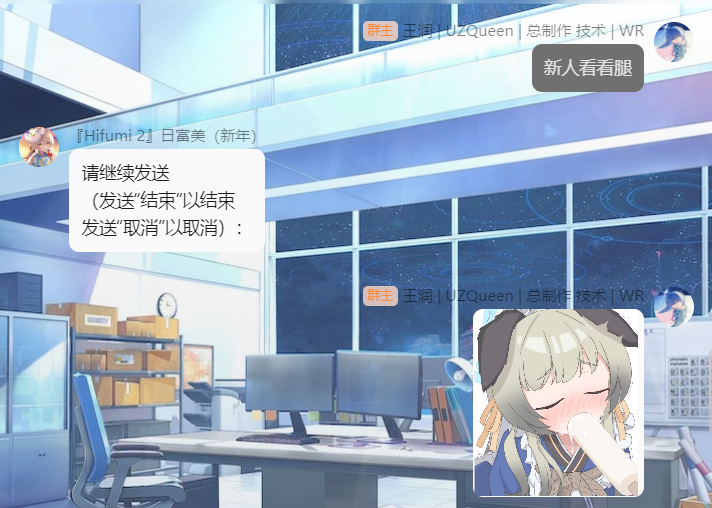 群主 王润 | UZQueen | 总制作 技术 | WR
新人看看腿
『Hifumi 2』日富美（新年）
请继续发送
（发送“结束”以结束
发送“取消”以取消）：
群主 王润 | UZQueen | 总制作 技术 | WR
SECURITY